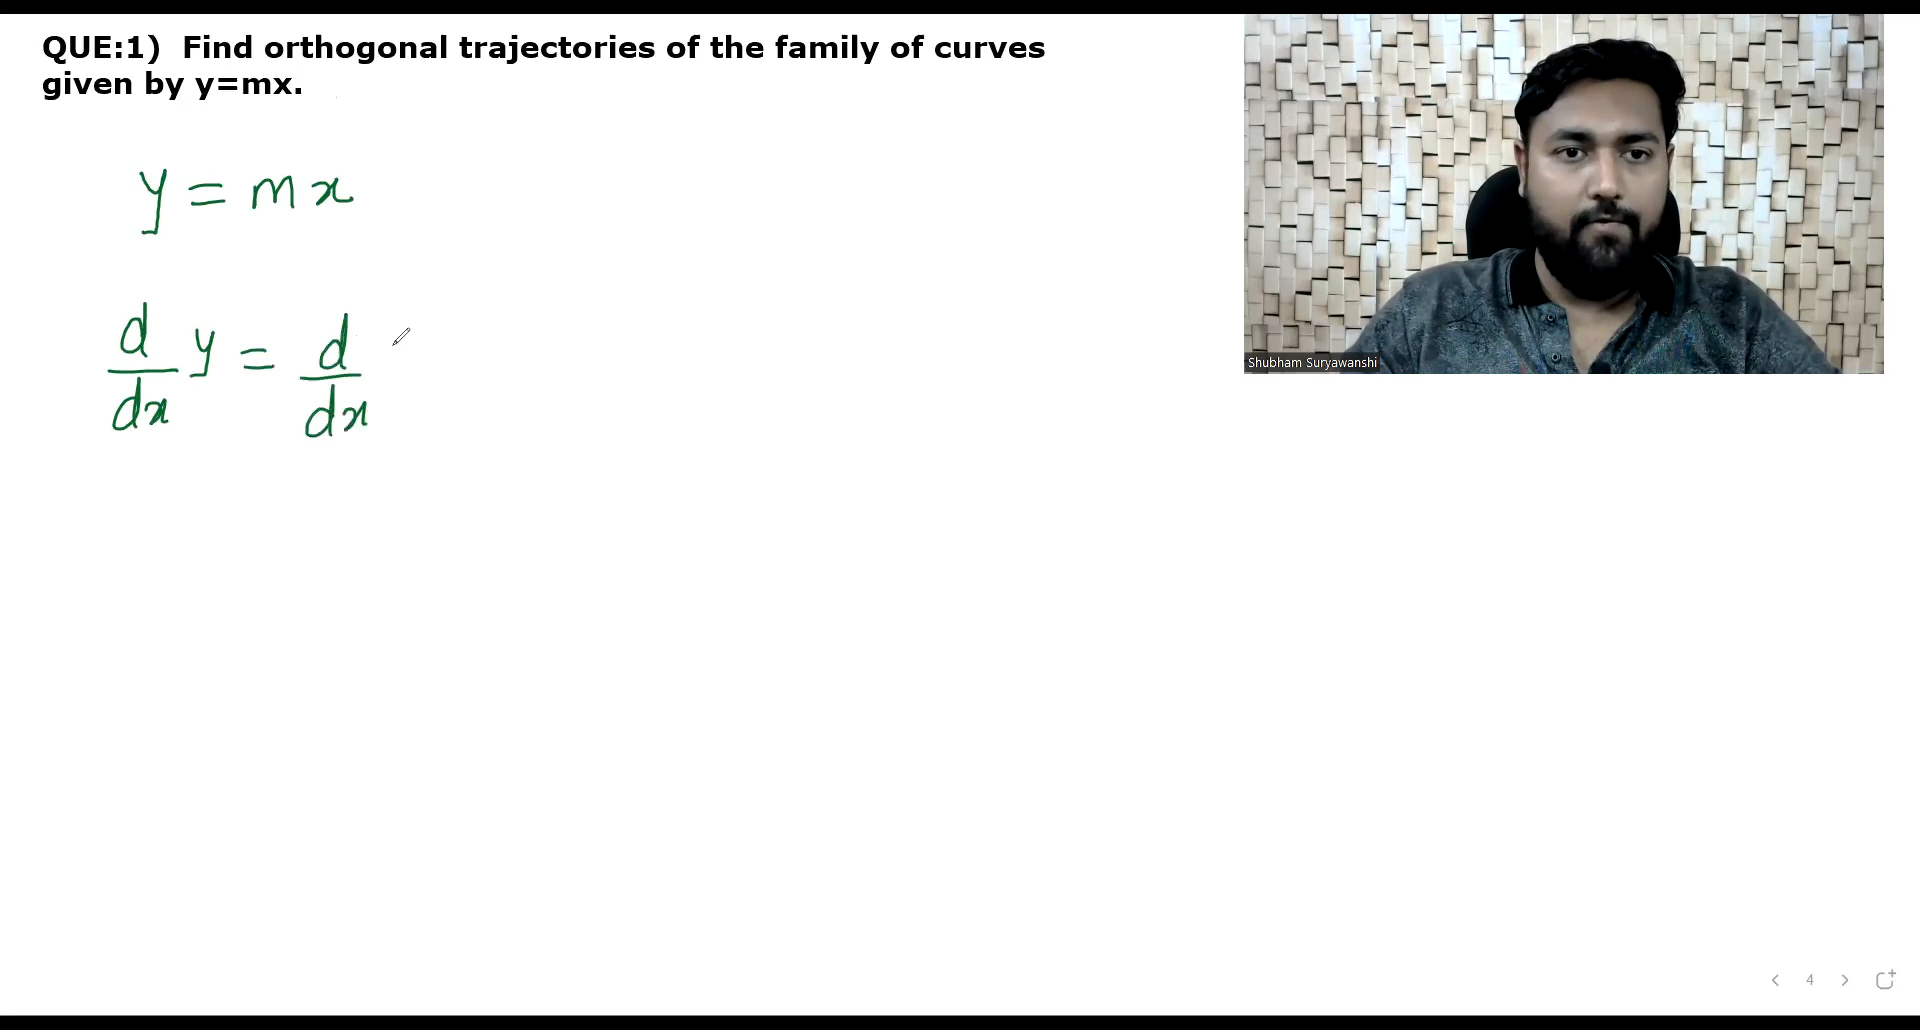 QUE:1) Find orthogonal trajectories of the family of curves
given by y=mx.
y = mx
d/dx y = d/dx
Shubham Suryawanshi
4